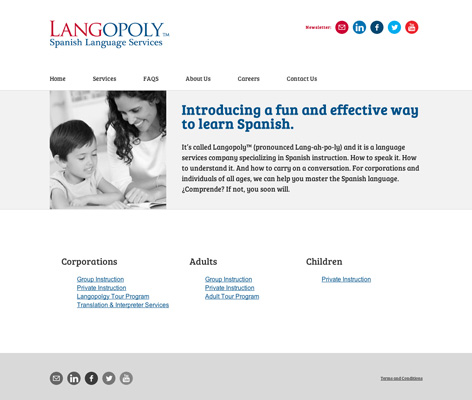 LANGOPOLY™
Spanish Language Services
Newsletter:
Home Services FAQS About Us Careers Contact Us
Introducing a fun and effective way
to learn Spanish.
It's called Langopoly™ (pronounced Lang-ah-po-ly) and it is a language
services company specializing in Spanish instruction. How to speak it. How
to understand it. And how to carry on a conversation. For corporations and
individuals of all ages, we can help you master the Spanish language.
¿Comprende? If not, you soon will.
Corporations Adults Children
Group Instruction Group Instruction Private Instruction
Private Instruction Private Instruction
Langopolgy Tour Program Adult Tour Program
Translation & Interpreter Services
Terms and Conditions